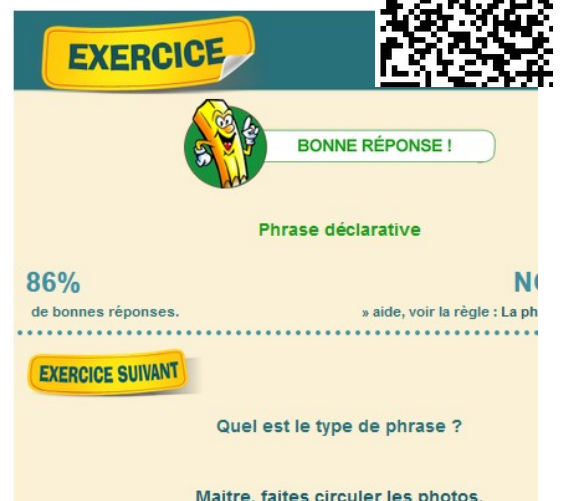 EXERCICE
BONNE RÉPONSE !
Phrase déclarative
86%
de bonnes réponses.
» aide, voir la règle : La
EXERCICE SUIVANT
Quel est le type de phrase ?
Maitre, faites circuler les photos.